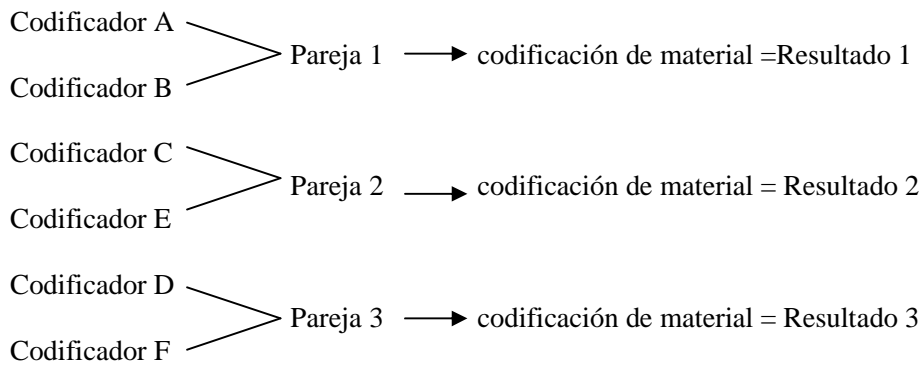 Codificador A
Pareja 1 codificación de material =Resultado 1
Codificador B
Codificador C
Pareja 2 codificación de material = Resultado 2
Codificador E
Codificador D
Pareja 3 codificación de material = Resultado 3
Codificador F